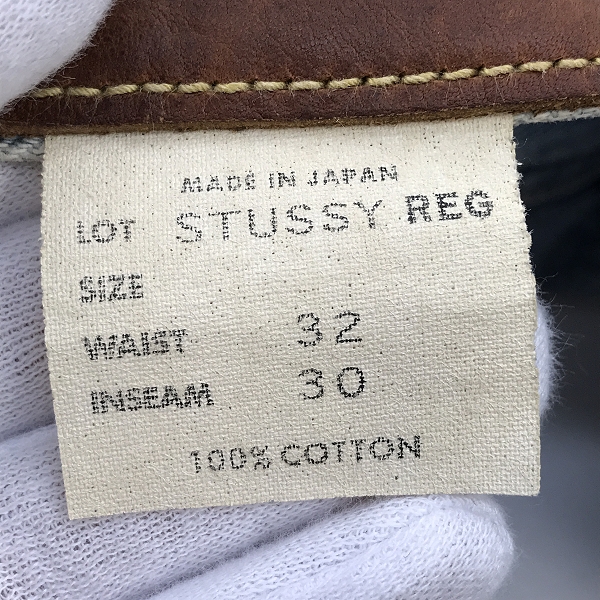 MADE IN JAPAN
LOT STUSSY REG
SIZE
WAIST 32
INSEAM 30
100% COTTON